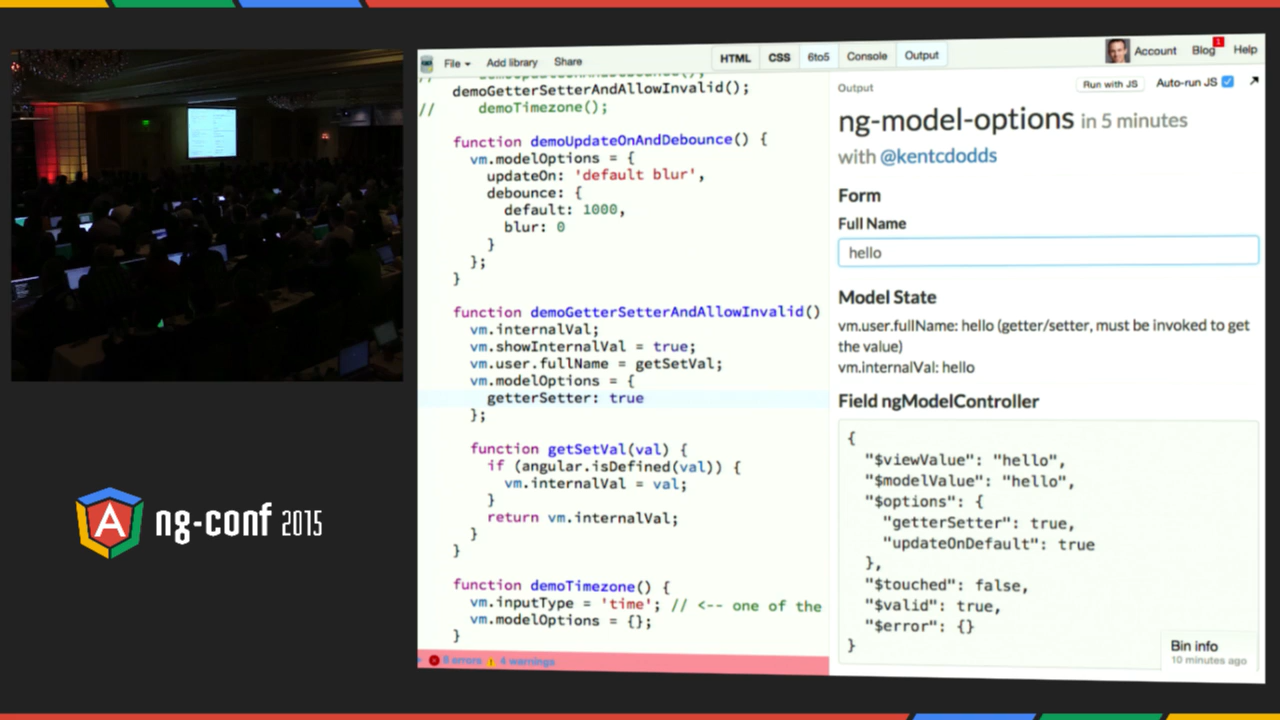 File
Add library
Share
HTML
CSS
6to5
Console
Output
Account
Blog
1
Help
demoGetterSetterAndAllowInvalid();
// demoTimezone();
function demoUpdateOnAndDebounce() {
vm.modelOptions = {
updateOn: 'default blur',
debounce: {
default: 1000,
blur: 0
}
};
}
function demoGetterSetterAndAllowInvalid()
vm.internalVal;
vm.showInternalVal = true;
vm.user.fullName = getSetVal;
vm.modelOptions = {
getterSetter: true
};
function getSetVal(val) {
if (angular.isDefined(val)) {
vm.internalVal = val;
}
return vm.internalVal;
}
}
function demoTimezone() {
vm.inputType = 'time'; // <-- one of the
vm.modelOptions = {};
}
6 errors 4 warnings
Output
Run with JS
Auto-run JS
ng-model-options in 5 minutes
with @kentcdodds
Form
Full Name
hello
Model State
vm.user.fullName: hello (getter/setter, must be invoked to get
the value)
vm.internalVal: hello
Field ngModelController
{
"$viewValue": "hello",
"$modelValue": "hello",
"$options": {
"getterSetter": true,
"updateOnDefault": true
},
"$touched": false,
"$valid": true,
"$error": {}
}
Bin info
10 minutes ago
A ng-conf 2015